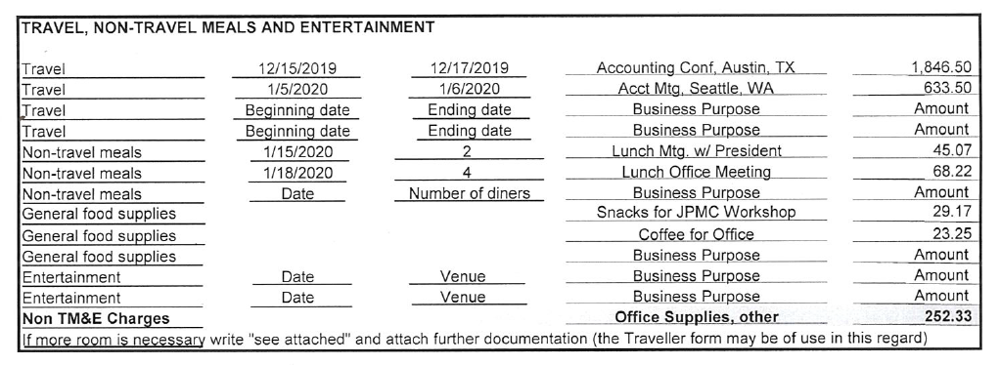 TRAVEL, NON-TRAVEL MEALS AND ENTERTAINMENT
Travel 12/15/2019 12/17/2019 Accounting Conf, Austin, TX 1,846.50
Travel 1/5/2020 1/6/2020 Acct Mtg, Seattle, WA 633.50
Travel Beginning date Ending date Business Purpose Amount
Travel Beginning date Ending date Business Purpose Amount
Non-travel meals 1/15/2020 2 Lunch Mtg. w/ President 45.07
Non-travel meals 1/18/2020 4 Lunch Office Meeting 68.22
Non-travel meals Date Number of diners Business Purpose Amount
General food supplies Snacks for JPMC Workshop 29.17
General food supplies Coffee for Office 23.25
General food supplies Business Purpose Amount
Entertainment Date Venue Business Purpose Amount
Entertainment Date Venue Business Purpose Amount
Non TM&E Charges Office Supplies, other 252.33
If more room is necessary write "see attached" and attach further documentation (the Traveller form may be of use in this regard)